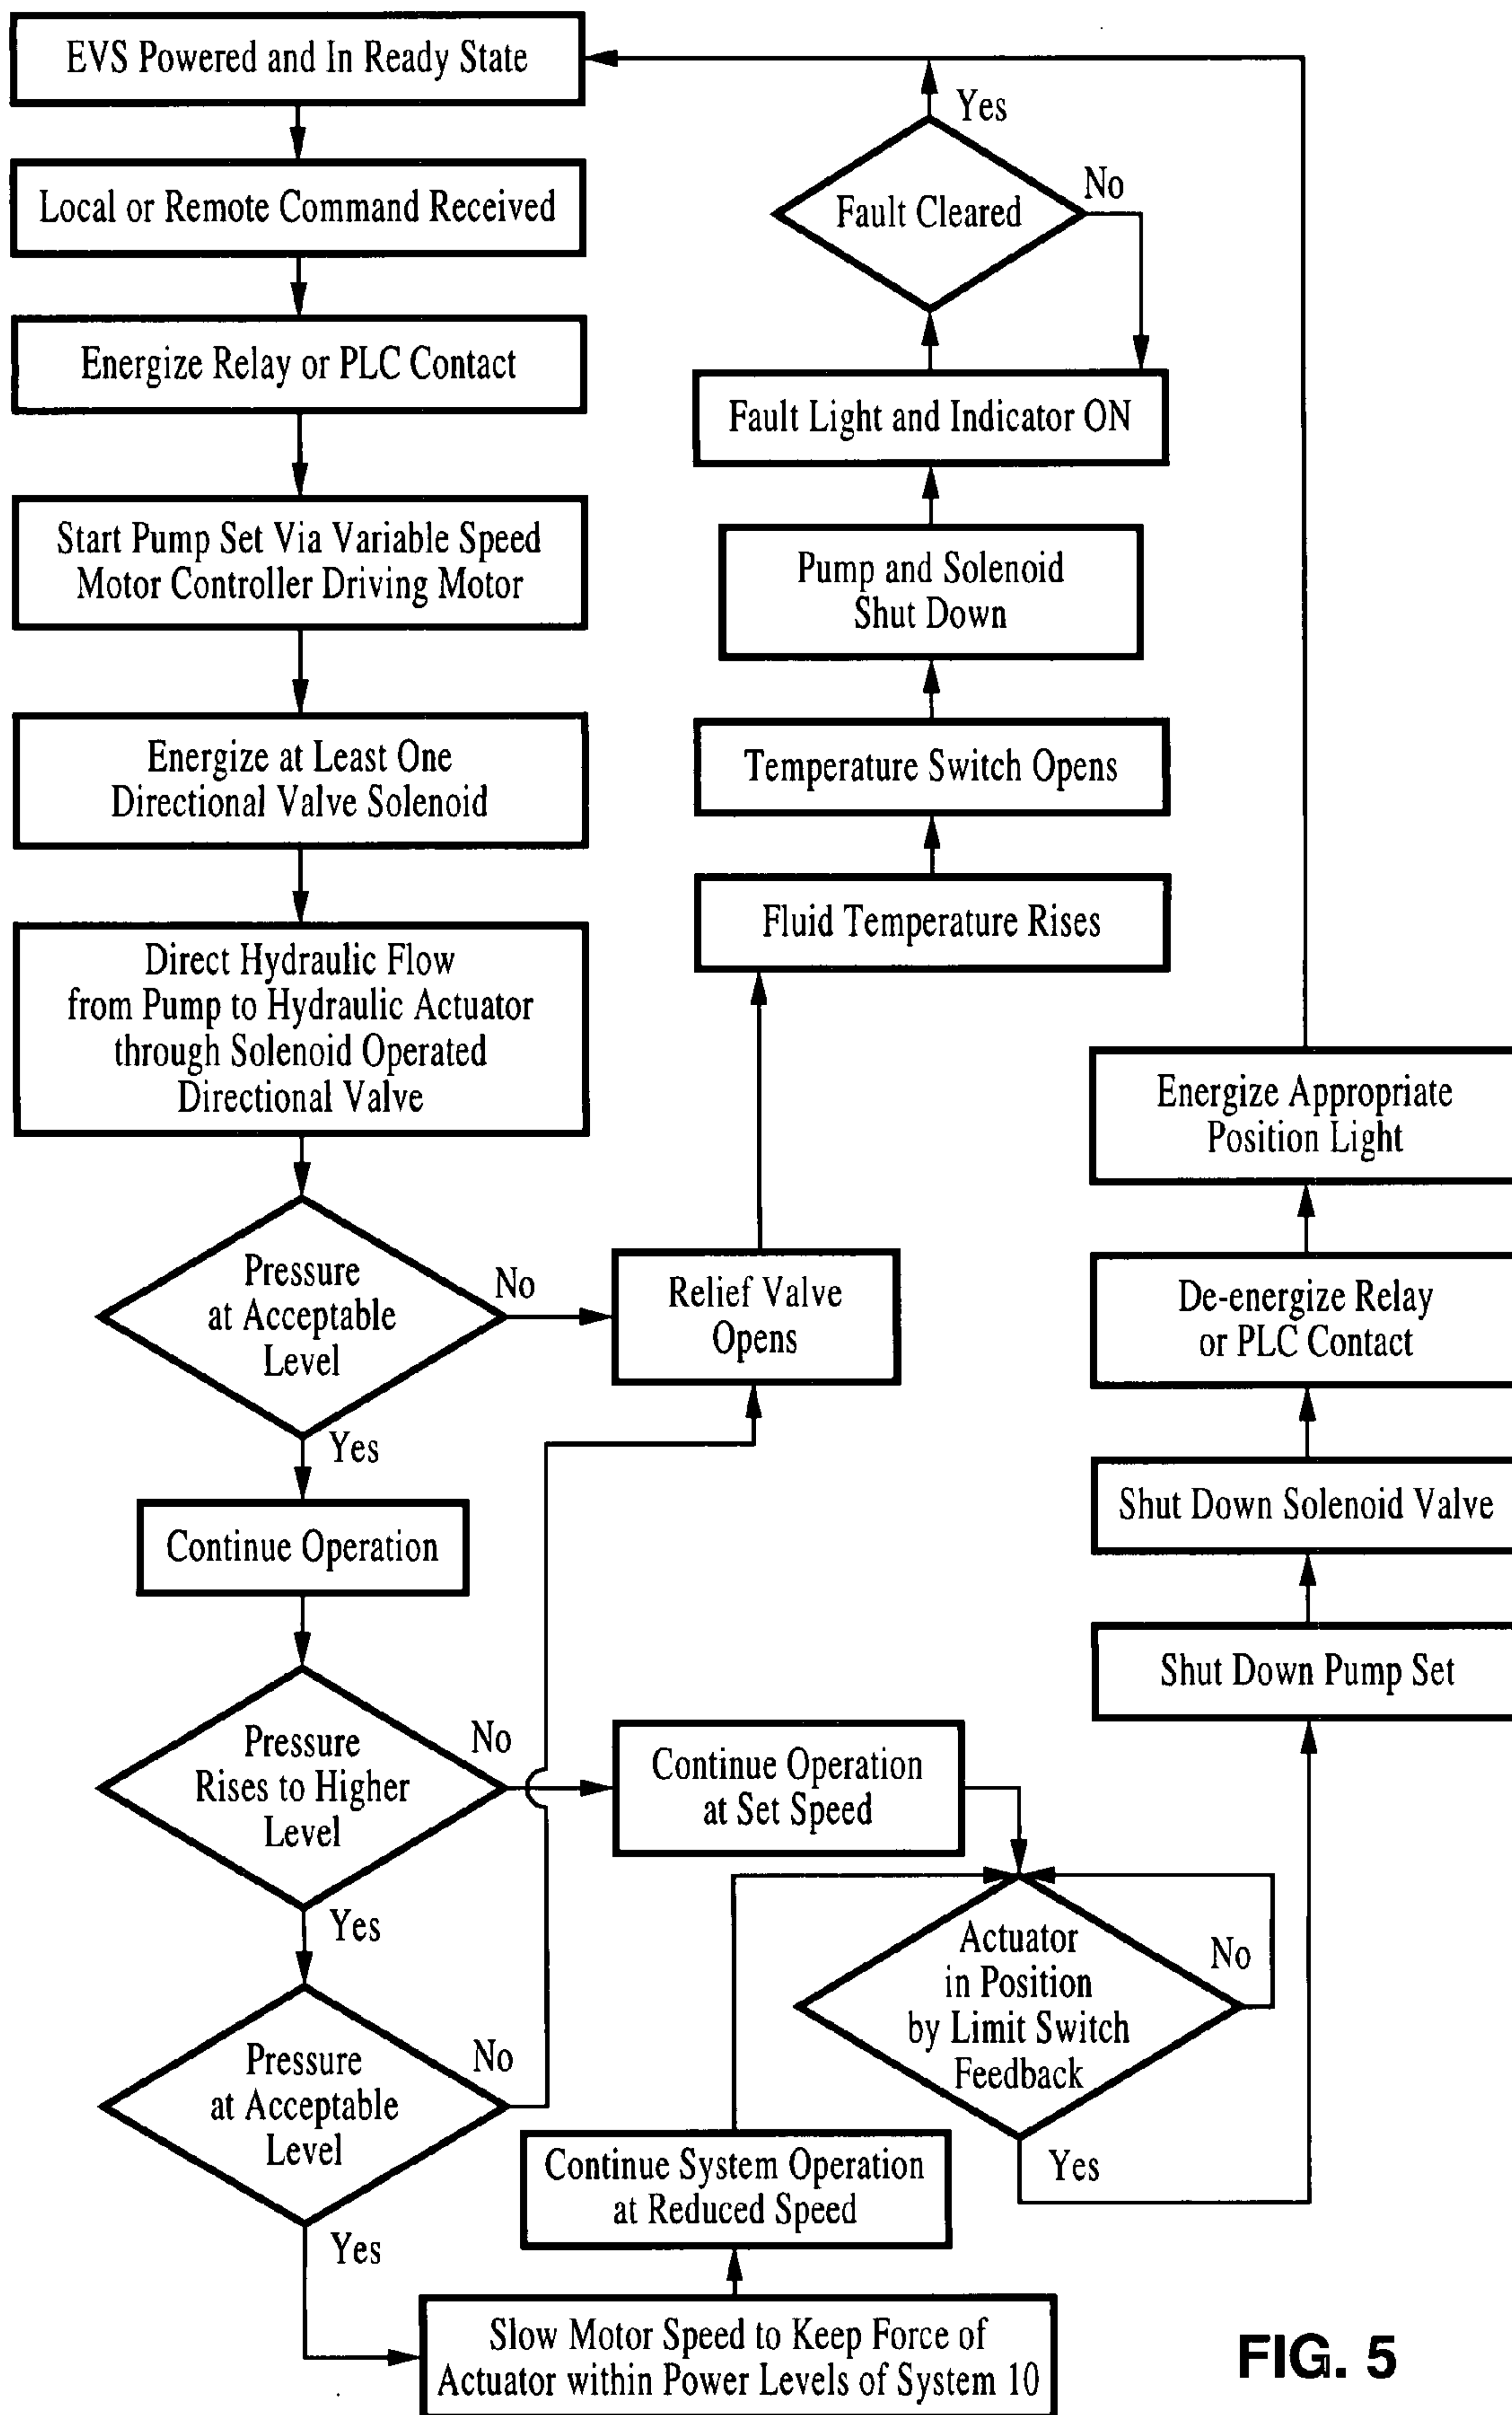 EVS Powered and In Ready State
Local or Remote Command Received
Energize Relay or PLC Contact
Start Pump Set Via Variable Speed
Motor Controller Driving Motor
Energize at Least One
Directional Valve Solenoid
Direct Hydraulic Flow
from Pump to Hydraulic Actuator
through Solenoid Operated
Directional Valve
Pressure
at Acceptable
Level
No
Yes
Continue Operation
Pressure
Rises to Higher
Level
No
Yes
Pressure
at Acceptable
Level
No
Yes
Slow Motor Speed to Keep Force of
Actuator within Power Levels of System 10
Continue System Operation
at Reduced Speed
Continue Operation
at Set Speed
Actuator
in Position
by Limit Switch
Feedback
No
Yes
Relief Valve
Opens
Fluid Temperature Rises
Temperature Switch Opens
Pump and Solenoid
Shut Down
Fault Light and Indicator ON
Fault Cleared
No
Yes
Shut Down Pump Set
Shut Down Solenoid Valve
De-energize Relay
or PLC Contact
Energize Appropriate
Position Light
FIG. 5